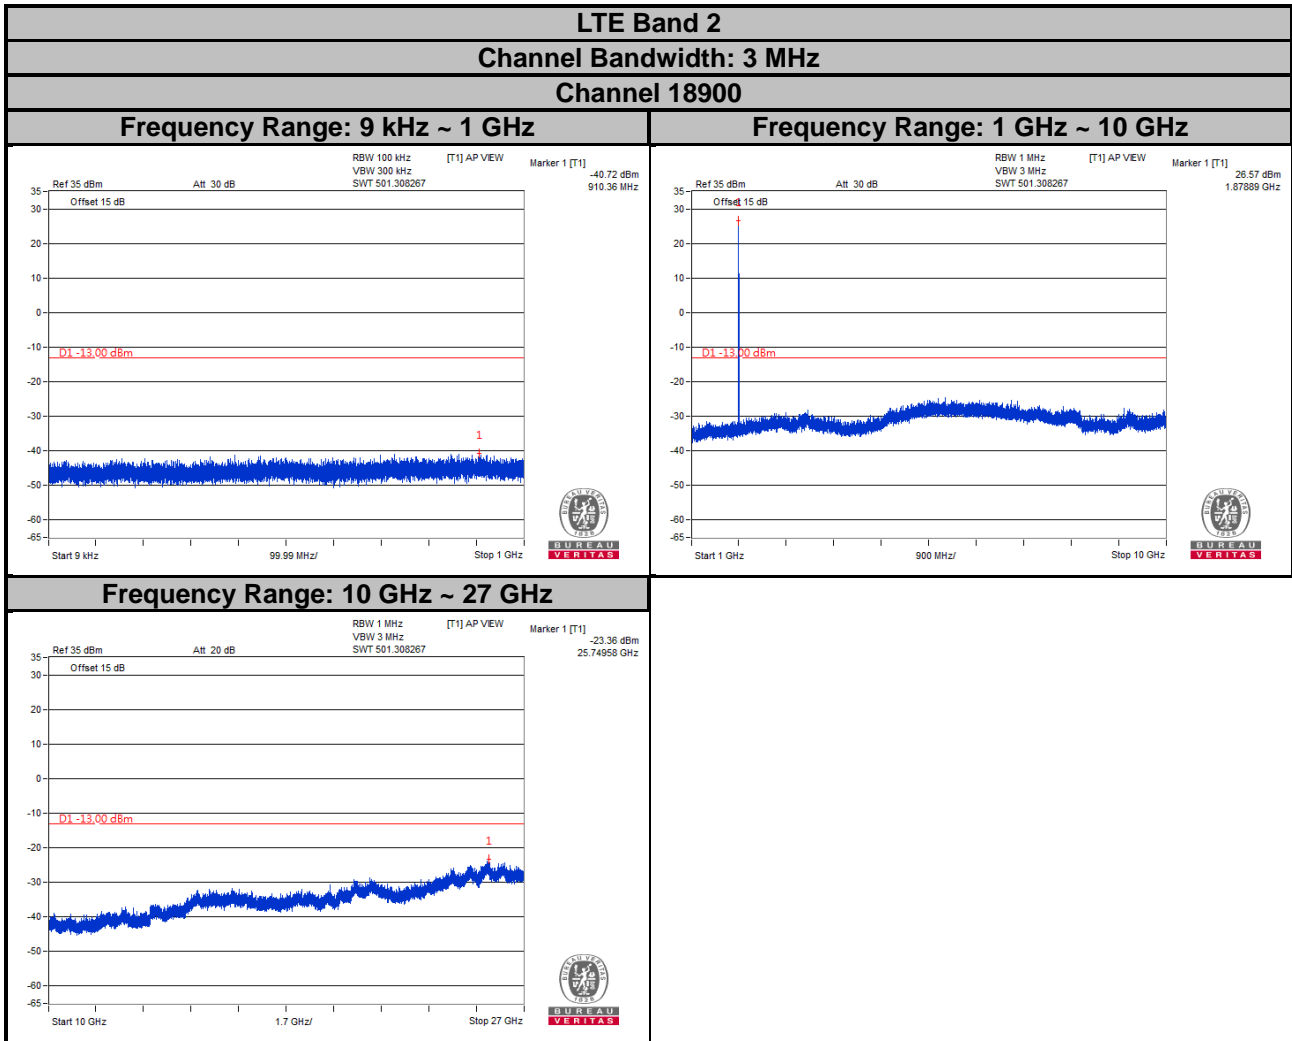 LTE Band 2
Channel Bandwidth: 3 MHz
Channel 18900
Frequency Range: 9 kHz ~ 1 GHz
RBW 100 kHz [T1] AP VIEW
VBW 300 kHz
Marker 1 [T1]
Ref 35 dBm Att 30 dB SWT 501.308267
-40.72 dBm
910.36 MHz
Offset 15 dB
35
30
20
10
0
-10
D1 -13.00 dBm
-20
-30
1
-40
-50
-60
-65
Start 9 kHz 99.99 MHz/ Stop 1 GHz
BUREAU VERITAS
1828
BUREAU
VERITAS
Frequency Range: 1 GHz ~ 10 GHz
RBW 1 MHz [T1] AP VIEW
VBW 3 MHz
Marker 1 [T1]
Ref 35 dBm Att 30 dB SWT 501.308267
26.57 dBm
1.87889 GHz
Offset 15 dB
1
35
30
20
10
0
-10
D1 -13.00 dBm
-20
-30
-40
-50
-60
-65
Start 1 GHz 900 MHz/ Stop 10 GHz
BUREAU VERITAS
1828
BUREAU
VERITAS
Frequency Range: 10 GHz ~ 27 GHz
RBW 1 MHz [T1] AP VIEW
VBW 3 MHz
Marker 1 [T1]
Ref 35 dBm Att 20 dB SWT 501.308267
-23.36 dBm
25.74958 GHz
Offset 15 dB
35
30
20
10
0
-10
D1 -13.00 dBm
-20
1
-30
-40
-50
-60
-65
Start 10 GHz 1.7 GHz/ Stop 27 GHz
BUREAU VERITAS
1828
BUREAU
VERITAS